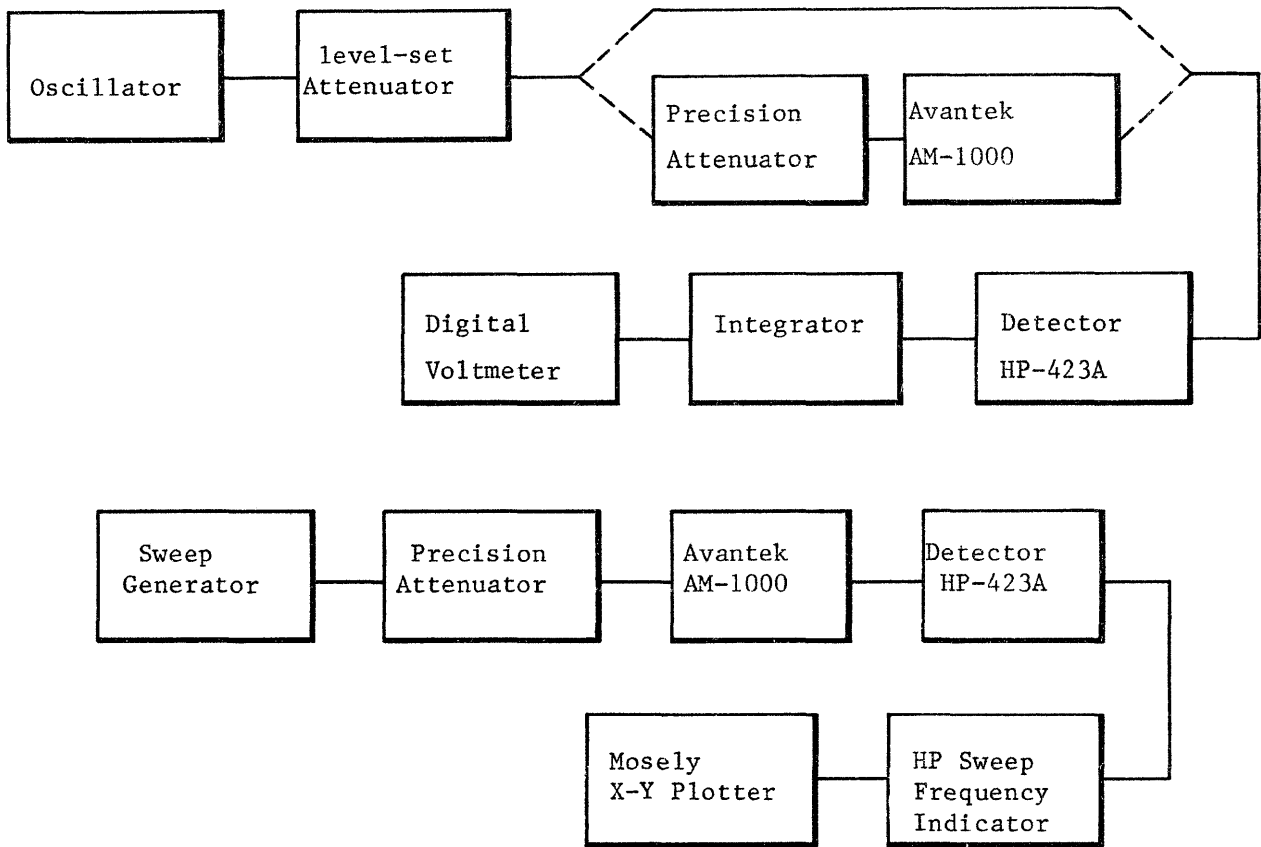 Oscillator
level-set
Attenuator
Precision
Attenuator
Avantek
AM-1000
Digital
Voltmeter
Integrator
Detector
HP-423A
Sweep
Generator
Precision
Attenuator
Avantek
AM-1000
Detector
HP-423A
Mosely
X-Y Plotter
HP Sweep
Frequency
Indicator